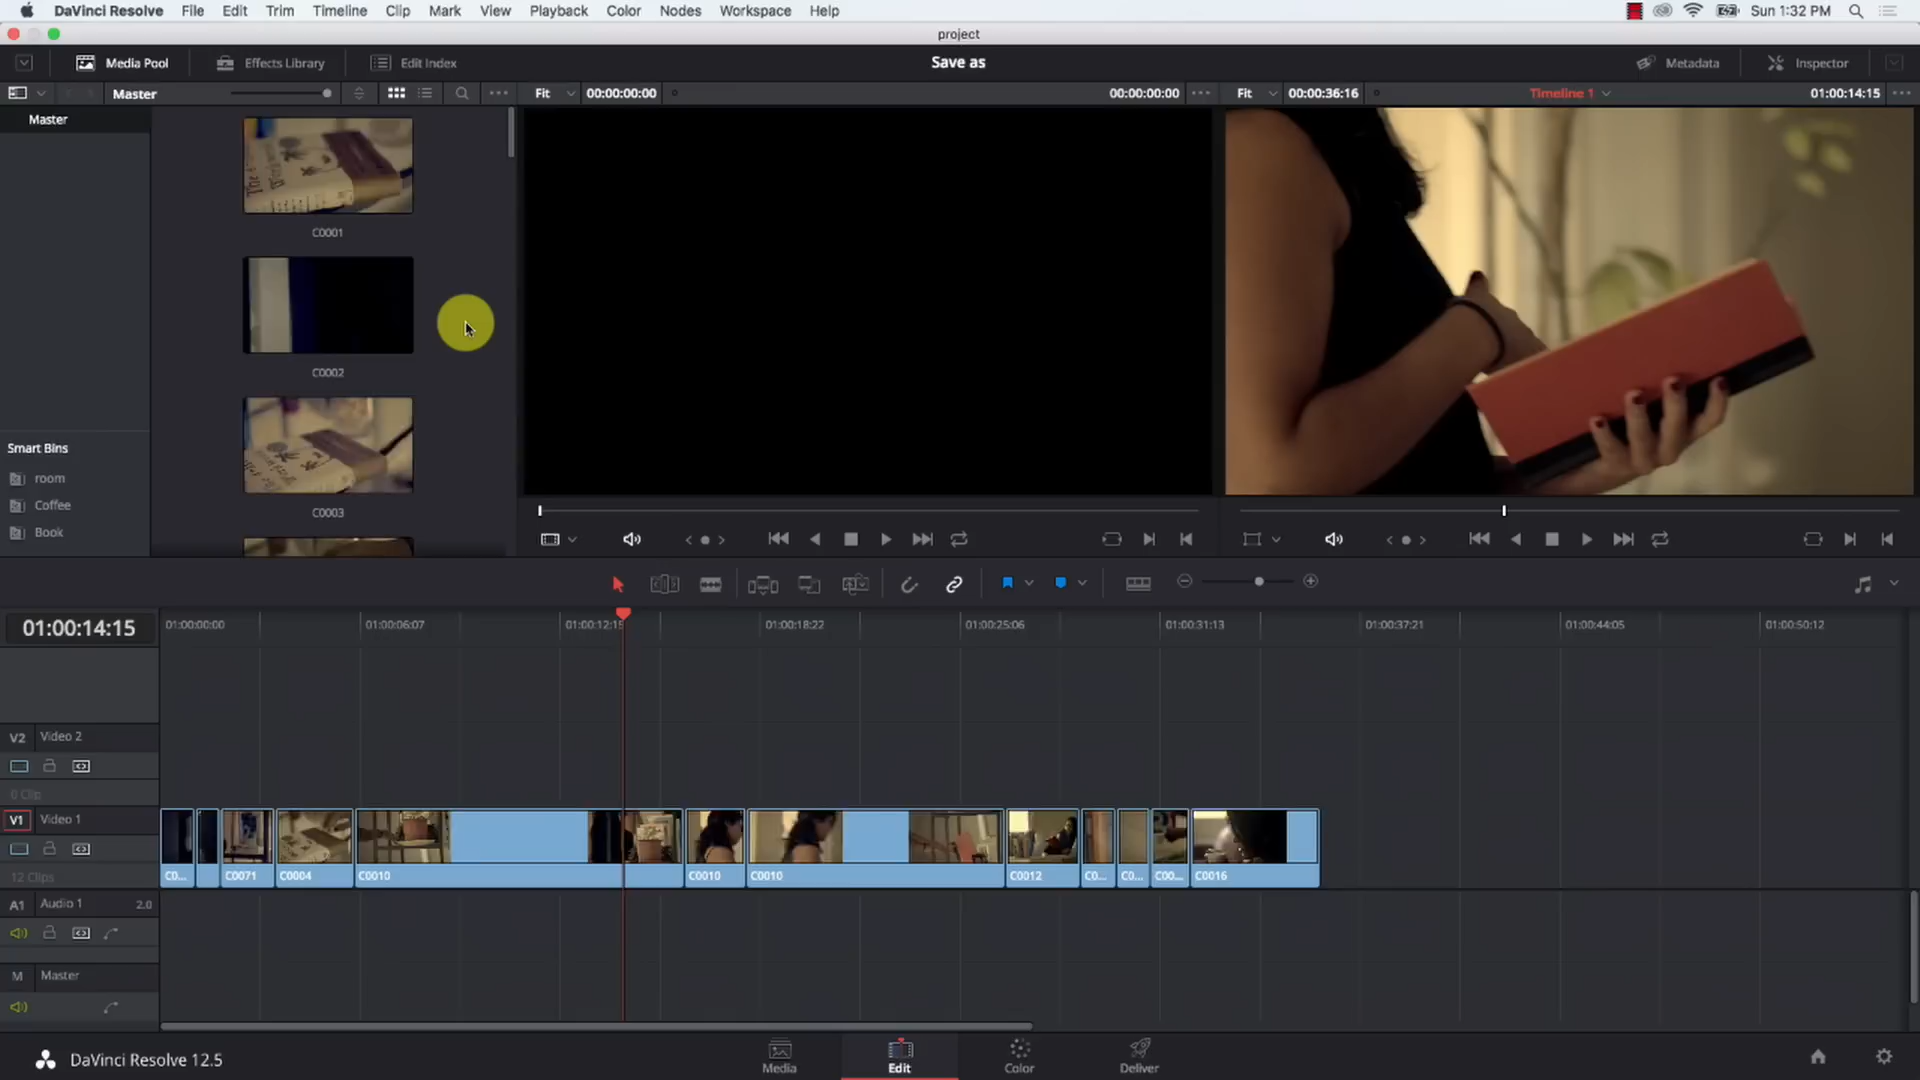 DaVinci Resolve File Edit Trim Timeline Clip Mark View Playback Color Nodes Workspace Help Sun 1:32 PM
project
Media Pool Effects Library Edit Index Save as Metadata Inspector
Master Fit 00:00:00:00 00:00:00:00 Fit 00:00:36:16 Timeline 1 01:00:14:15
Master
C0001
C0002
C0003
Smart Bins
room
Coffee
Book
01:00:14:15 01:00:00:00 01:00:06:07 01:00:12:15 01:00:18:22 01:00:25:06 01:00:31:13 01:00:37:21 01:00:44:05 01:00:50:12
V2 Video 2
0 Clip
V1 Video 1
12 Clips C0... C0071 C0004 C0010 C0010 C0010 C0012 C0... C0... C00... C0016
A1 Audio 1 2.0
M Master
DaVinci Resolve 12.5 Media Edit Color Deliver